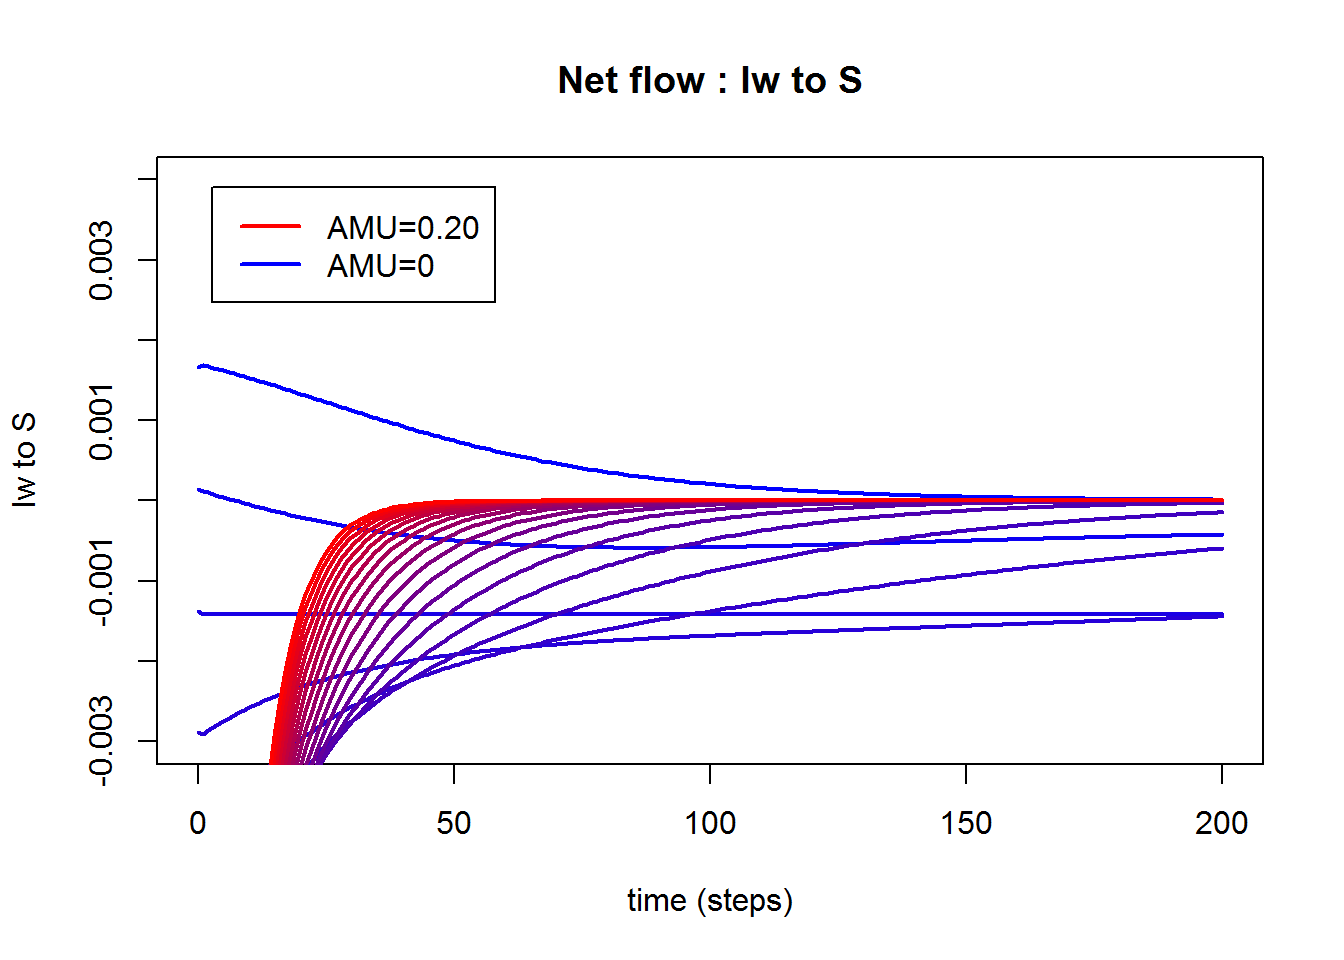 Net flow : Iw to S
AMU=0.20
AMU=0
Iw to S
0.003
0.001
-0.001
-0.003
0 50 100 150 200
time (steps)